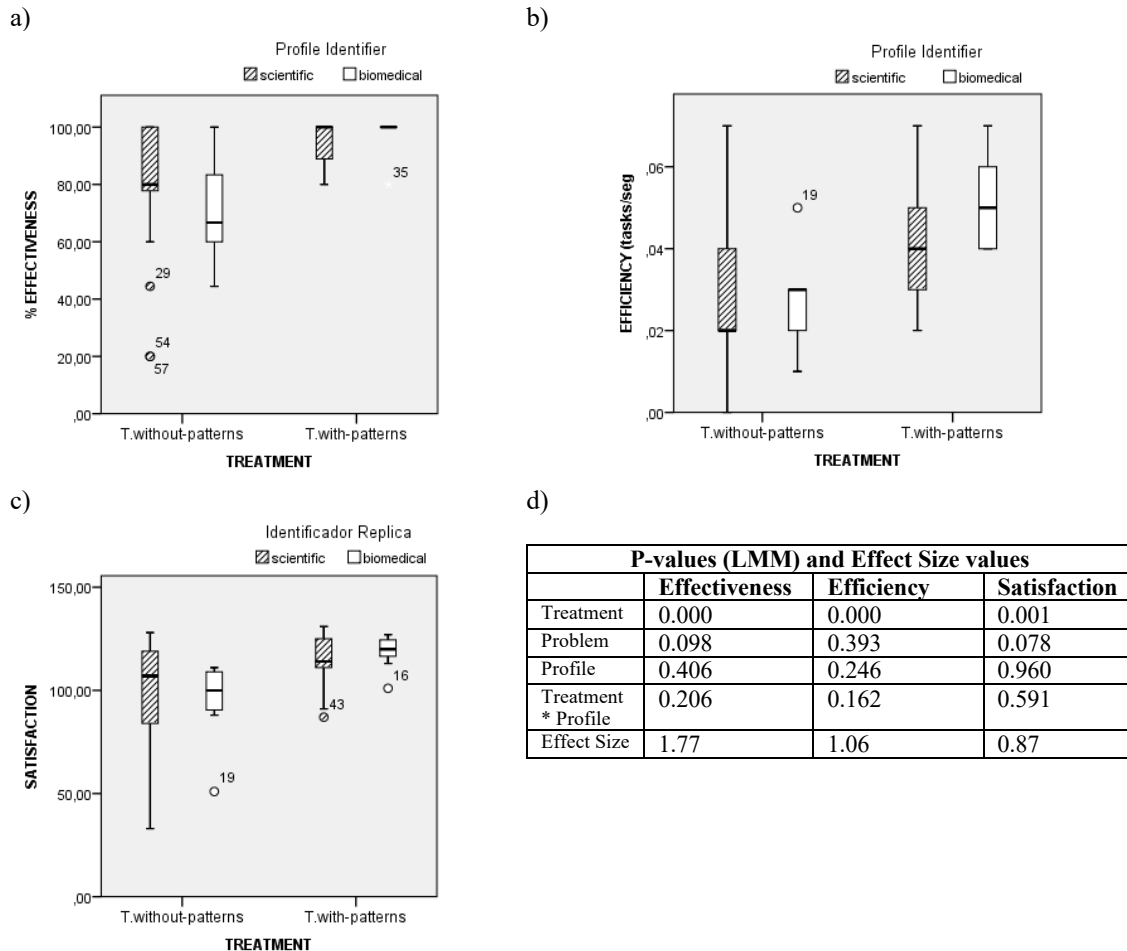 a)
Profile Identifier
scientific biomedical
100,00
80,00
60,00
40,00
20,00
,00
% EFFECTIVENESS
29
54
57
35
T.without-patterns T.with-patterns
TREATMENT
b)
Profile Identifier
scientific biomedical
,06
,04
,02
,00
EFFICIENCY (tasks/seg)
19
T.without-patterns T.with-patterns
TREATMENT
c)
Identificador Replica
scientific biomedical
150,00
100,00
50,00
,00
SATISFACTION
19
43
16
T.without-patterns T.with-patterns
TREATMENT
d)
P-values (LMM) and Effect Size values
Effectiveness Efficiency Satisfaction
Treatment 0.000 0.000 0.001
Problem 0.098 0.393 0.078
Profile 0.406 0.246 0.960
Treatment
* Profile 0.206 0.162 0.591
Effect Size 1.77 1.06 0.87